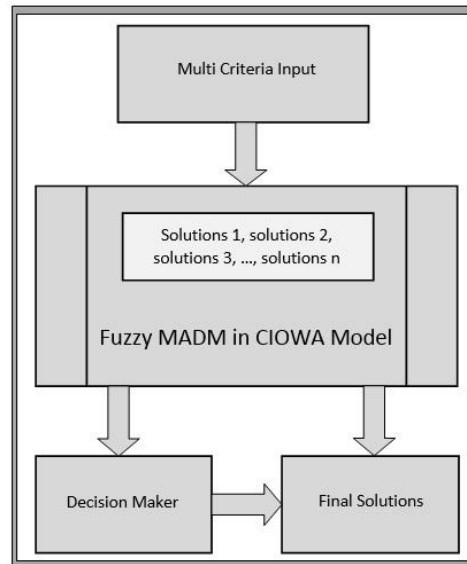 Multi Criteria Input
Solutions 1, solutions 2,
solutions 3, ..., solutions n
Fuzzy MADM in CIOWA Model
Decision Maker
Final Solutions